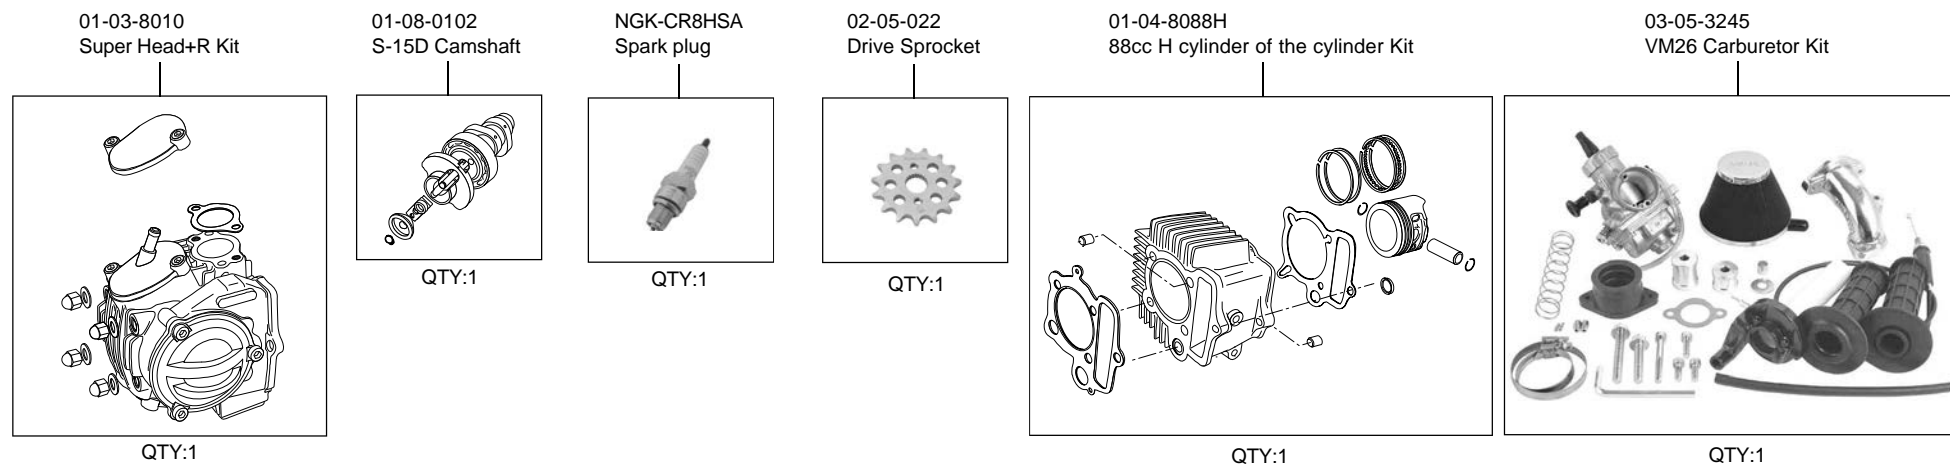 01-03-8010
Super Head+R Kit
QTY:1
01-08-0102
S-15D Camshaft
QTY:1
NGK-CR8HSA
Spark plug
QTY:1
02-05-022
Drive Sprocket
QTY:1
01-04-8088H
88cc H cylinder of the cylinder Kit
QTY:1
03-05-3245
VM26 Carburetor Kit
QTY:1